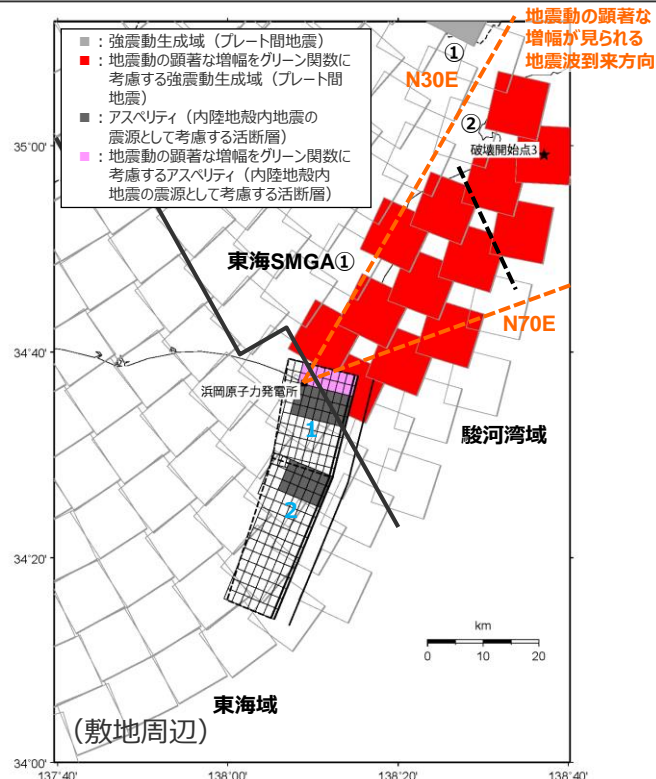 ■ ：強震動生成域（プレート間地震）
■ ：地震動の顕著な増幅をグリーン関数に
考慮する強震動生成域（プレート間
地震）
■ ：アスペリティ（内陸地殻内地震の
震源として考慮する活断層）
■ ：地震動の顕著な増幅をグリーン関数に
考慮するアスペリティ（内陸地殻内
地震の震源として考慮する活断層）
地震動の顕著な
増幅が見られる
地震波到来方向
①
N30E
②
破壊開始点3
35°00'
東海SMGA①
N70E
34°40'
浜岡原子力発電所
駿河湾域
1
2
34°20'
km
0 10 20
東海域
（敷地周辺）
34°00'
137°40' 138°00' 138°20' 138°40'